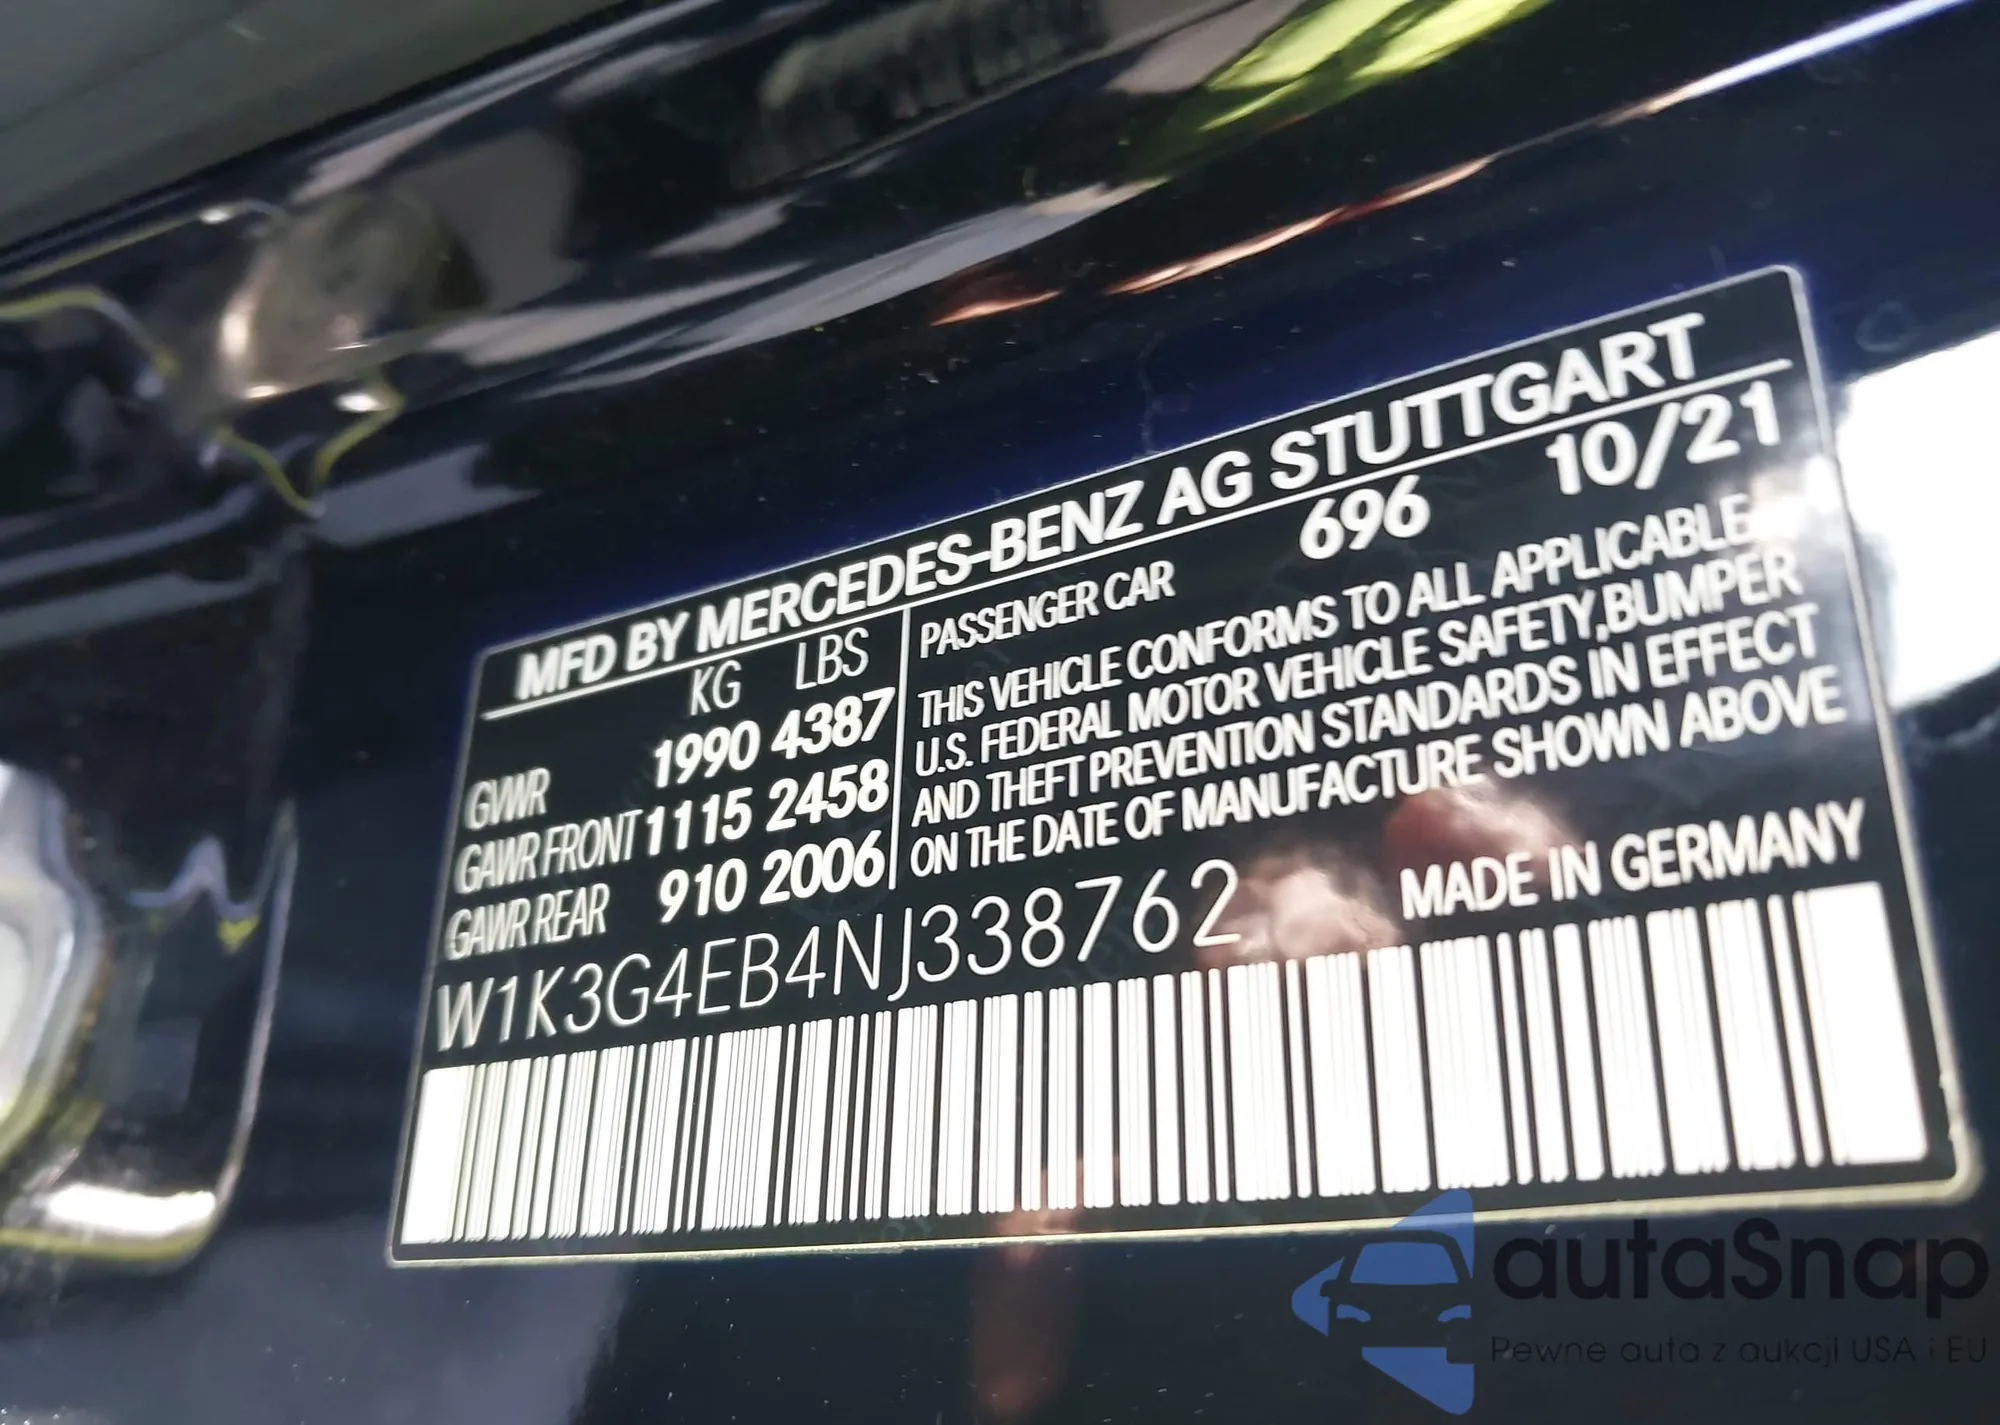 MFD BY MERCEDES-BENZ AG STUTTGART
KG LBS
GVWR 1990 4387
GAWR FRONT 1115 2458
GAWR REAR 910 2006
PASSENGER CAR 696 10/21
THIS VEHICLE CONFORMS TO ALL APPLICABLE
U.S. FEDERAL MOTOR VEHICLE SAFETY,BUMPER
AND THEFT PREVENTION STANDARDS IN EFFECT
ON THE DATE OF MANUFACTURE SHOWN ABOVE
W1K3G4EB4NJ338762 MADE IN GERMANY
autaSnap
Pewne auta z aukcji USA i EU